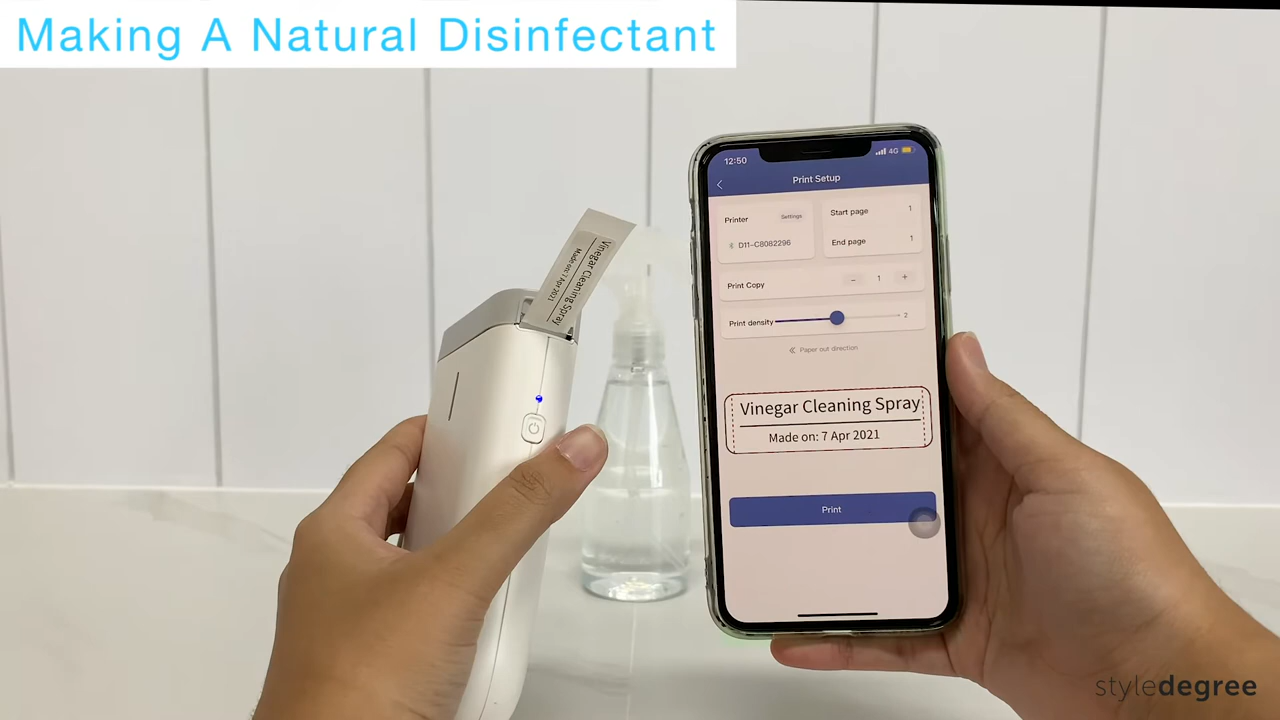 Making A Natural Disinfectant
12:50
4G
Print Setup
Printer
Settings
D11-C8082296
Start page 1
End page 1
Print Copy
1
Print density
2
Paper out direction
Vinegar Cleaning Spray
Made on: 7 Apr 2021
Print
Vinegar Cleaning Spray
Made on: 7 Apr 2021
styledegree